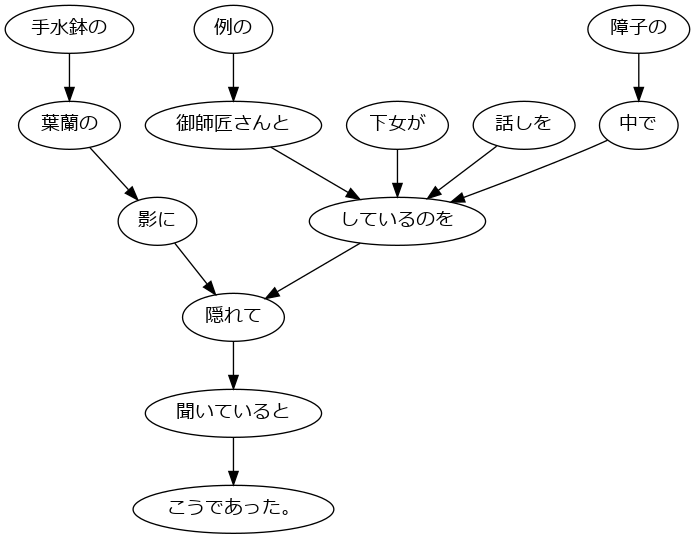 手水鉢の
例の
障子の
葉蘭の
御師匠さんと
下女が
話しを
中で
影に
しているのを
隠れて
聞いていると
こうであった。